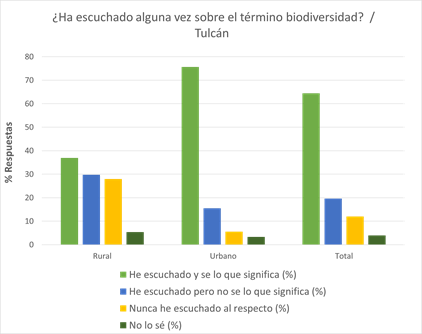 ¿Ha escuchado alguna vez sobre el término biodiversidad?  /
Tulcán
% Respuestas
80
70
60
50
40
30
20
10
0
Rural
Urbano
Total
He escuchado y se lo que significa (%)
He escuchado pero no se lo que significa (%)
Nunca he escuchado al respecto (%)
No lo sé (%)